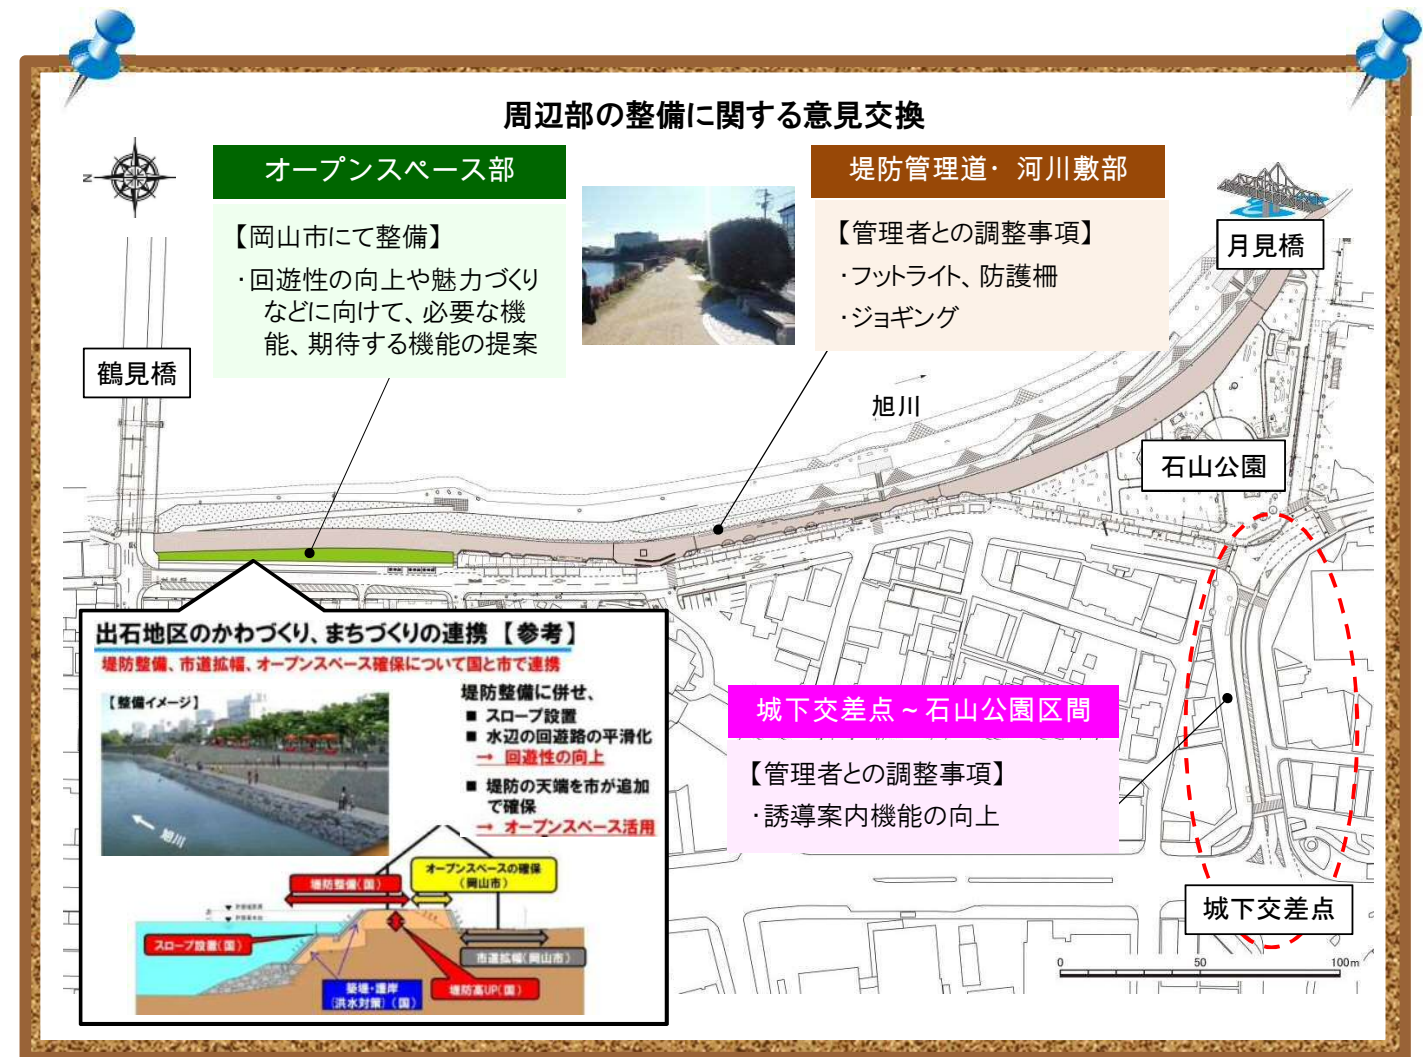 周辺部の整備に関する意見交換
N
オープンスペース部
【岡山市にて整備】
・回遊性の向上や魅力づくり
などに向けて、必要な機
能、期待する機能の提案
堤防管理道・ 河川敷部
【管理者との調整事項】
・フットライト、防護柵
・ジョギング
月見橋
鶴見橋
旭川
石山公園
出石地区のかわづくり、まちづくりの連携 【参考】
堤防整備、市道拡幅、オープンスペース確保について国と市で連携
【整備イメージ】
旭川
堤防整備に併せ、
■ スロープ設置
■ 水辺の回遊路の平滑化
→ 回遊性の向上
■ 堤防の天端を市が追加
で確保
→ オープンスペース活用
オープンスペースの確保
(岡山市)
堤防整備(国)
スロープ設置(国)
市道拡幅(岡山市)
築堤・護岸
(洪水対策)(国)
堤防高UP(国)
城下交差点~石山公園区間
【管理者との調整事項】
・誘導案内機能の向上
城下交差点
0 50 100m